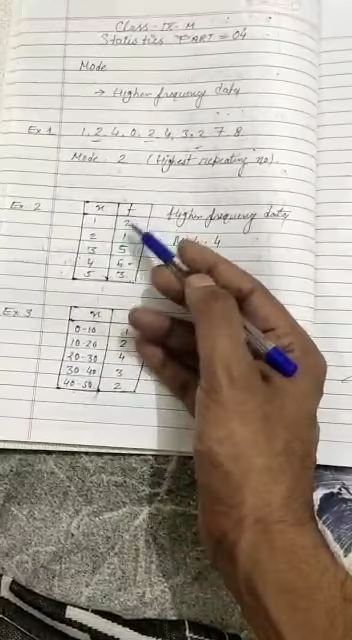 Class-IX-M
Statistics PART = 04
Mode
→ Higher frequency data
Ex 1 1, 2, 4, 0, 2, 4, 3, 2 7 8
Mode : 2 (Highest repeating no).
Ex 2
x f
1 2
2 1
3 5
4 6
5 3
Higher frequency data
: 4
Ex 3
x
0-10 1
10-20 2
20-30 4
30-40 3
40-50 2